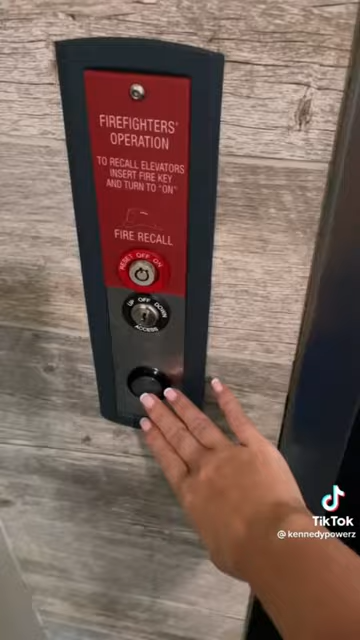 FIREFIGHTERS'
OPERATION
TO RECALL ELEVATORS
INSERT FIRE KEY
AND TURN TO "ON"
FIRE RECALL
RESET OFF ON
UP OFF DOWN
ACCESS
TikTok
@kennedypowerz